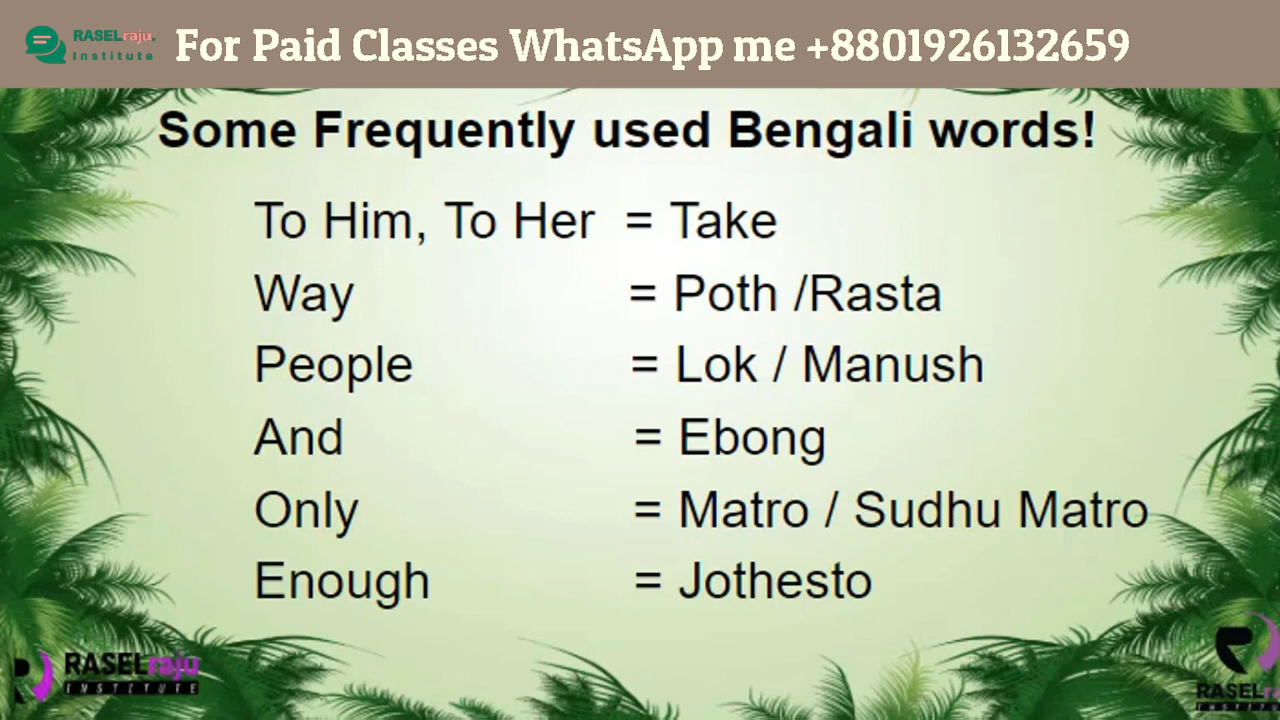 RASELraju. For Paid Classes WhatsApp me +8801926132659
Institute
Some Frequently used Bengali words!
To Him, To Her = Take
Way = Poth /Rasta
People = Lok / Manush
And = Ebong
Only = Matro / Sudhu Matro
Enough = Jothesto
RASELraju
INSTITUTE